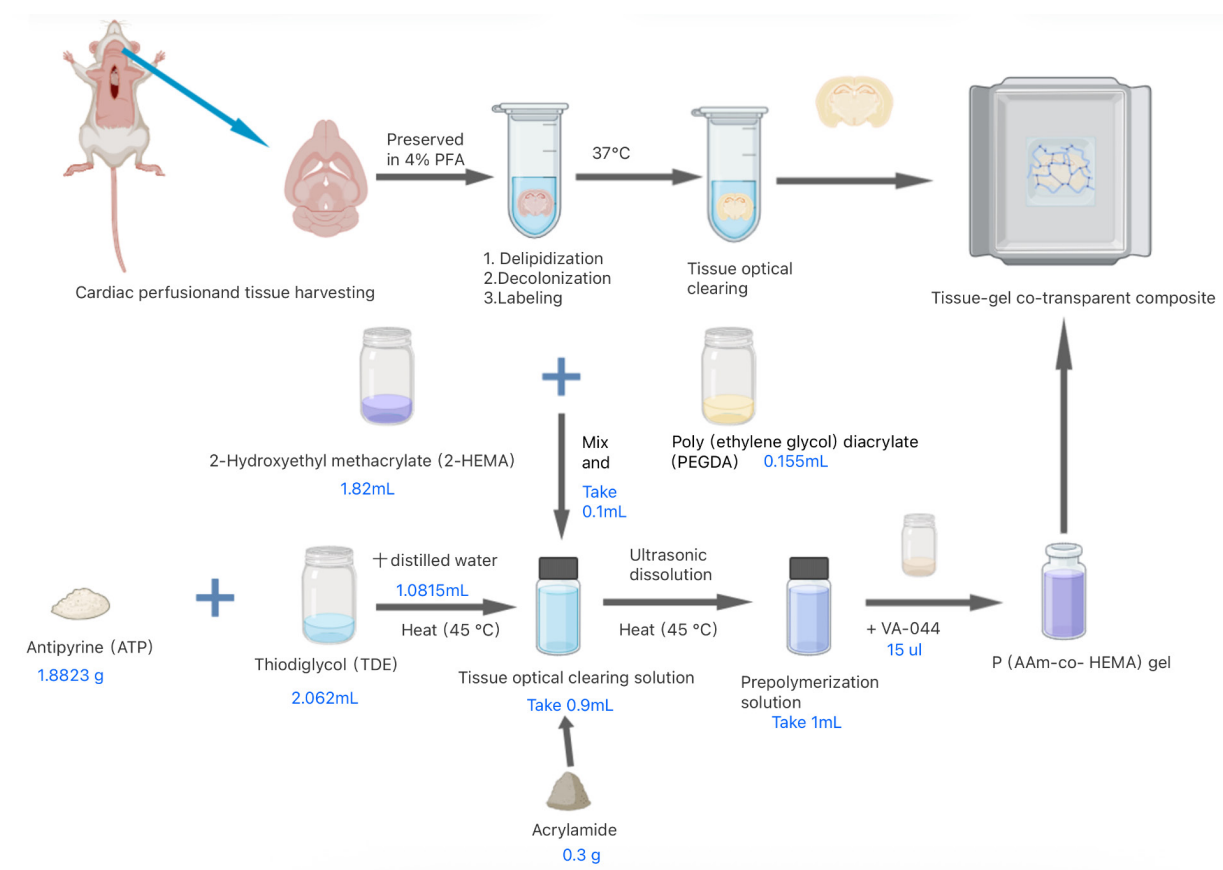 Preserved
in 4% PFA
37°C
1. Delipidization
2.Decolonization
3.Labeling
Tissue optical
clearing
Cardiac perfusionand tissue harvesting
Tissue-gel co-transparent composite
2-Hydroxyethyl methacrylate (2-HEMA)
1.82mL
+
Mix
and
Take
0.1mL
Poly (ethylene glycol) diacrylate
(PEGDA) 0.155mL
Antipyrine (ATP)
1.8823 g
+
Thiodiglycol (TDE)
2.062mL
+distilled water
1.0815mL
Heat (45 °C)
Tissue optical clearing solution
Take 0.9mL
Acrylamide
0.3 g
Ultrasonic
dissolution
Heat (45 °C)
Prepolymerization
solution
Take 1mL
+ VA-044
15 ul
P (AAm-co- HEMA) gel